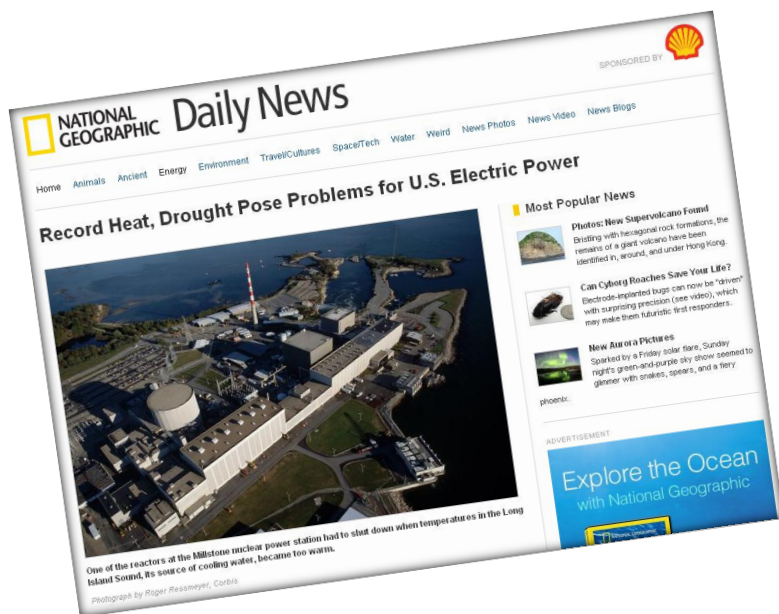 NATIONAL
GEOGRAPHIC
Daily News
SPONSORED BY
Home Animals Ancient Energy Environment Travel/Cultures Space/Tech Water Weird News Photos News Video News Blogs
Record Heat, Drought Pose Problems for U.S. Electric Power
One of the reactors at the Millstone nuclear power station had to shut down when temperatures in the Long
Island Sound, its source of cooling water, became too warm.
Photograph by Roger Ressmeyer, Corbis
Most Popular News
Photos: New Supervolcano Found
Bristling with hexagonal rock formations, the
remains of a giant volcano have been
identified in, around, and under Hong Kong.
Can Cyborg Roaches Save Your Life?
Electrode-implanted bugs can now be "driven"
with surprising precision (see video), which
may make them futuristic first responders.
New Aurora Pictures
Sparked by a Friday solar flare, Sunday
night's green-and-purple sky show seemed to
glimmer with snakes, spears, and a fiery
phoenix.
ADVERTISEMENT
Explore the Ocean
with National Geographic
NATIONAL GEOGRAPHIC